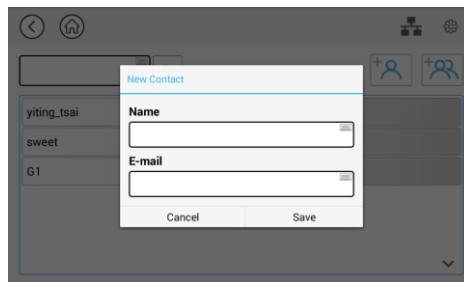 New Contact
yiting_tsai
Name
sweet
E-mail
G1
Cancel Save